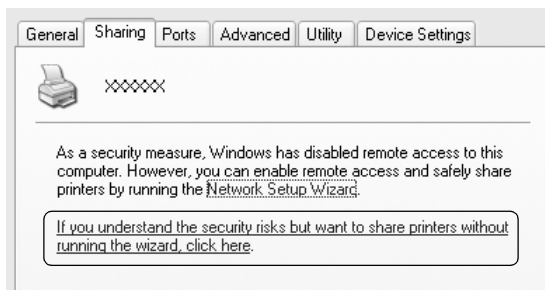 General Sharing Ports Advanced Utility Device Settings
XXXXXX
As a security measure, Windows has disabled remote access to this
computer. However, you can enable remote access and safely share
printers by running the Network Setup Wizard.
If you understand the security risks but want to share printers without
running the wizard, click here.